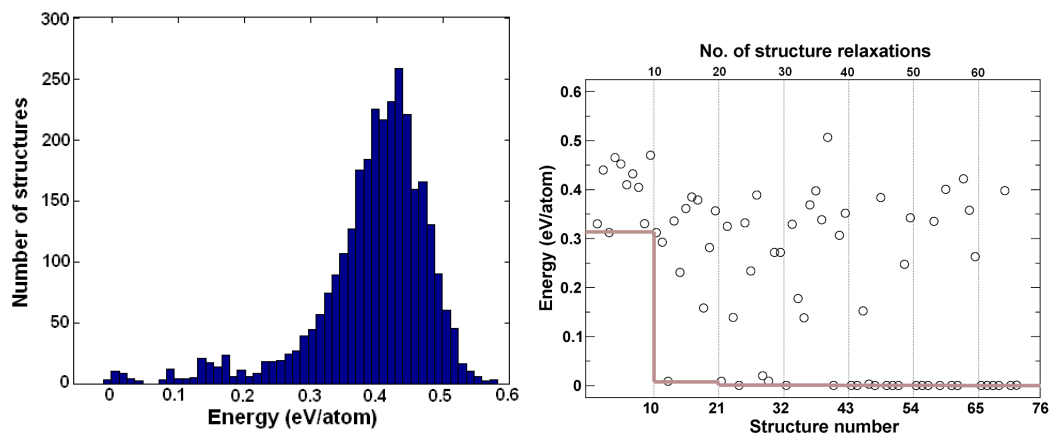 300
250
200
150
100
50
0
Number of structures
0 0.1 0.2 0.3 0.4 0.5 0.6
Energy (eV/atom)
No. of structure relaxations
10 20 30 40 50 60
0.6
0.5
0.4
0.3
0.2
0.1
0
Energy (eV/atom)
10 21 32 43 54 65 76
Structure number